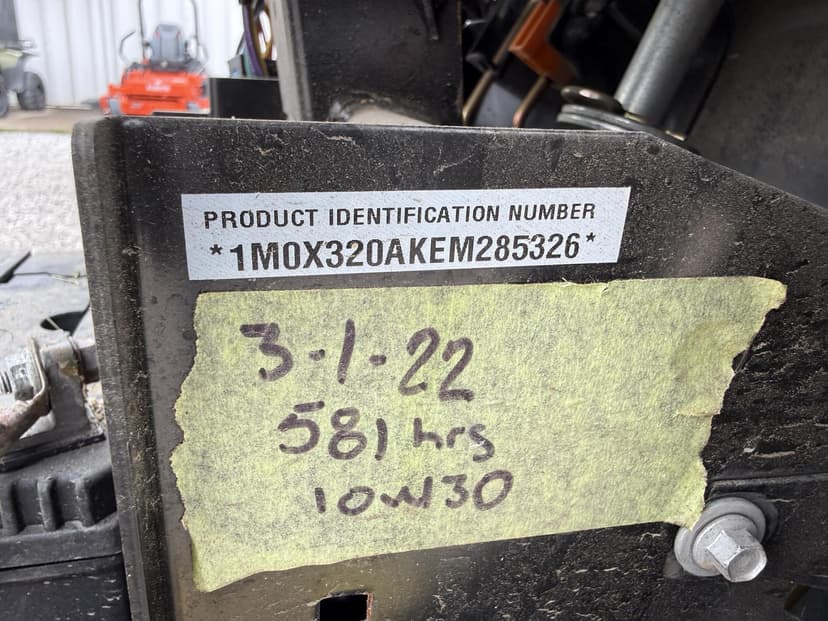 PRODUCT IDENTIFICATION NUMBER
*1M0X320AKEM285326*
3-1-22
581 hrs
10W30